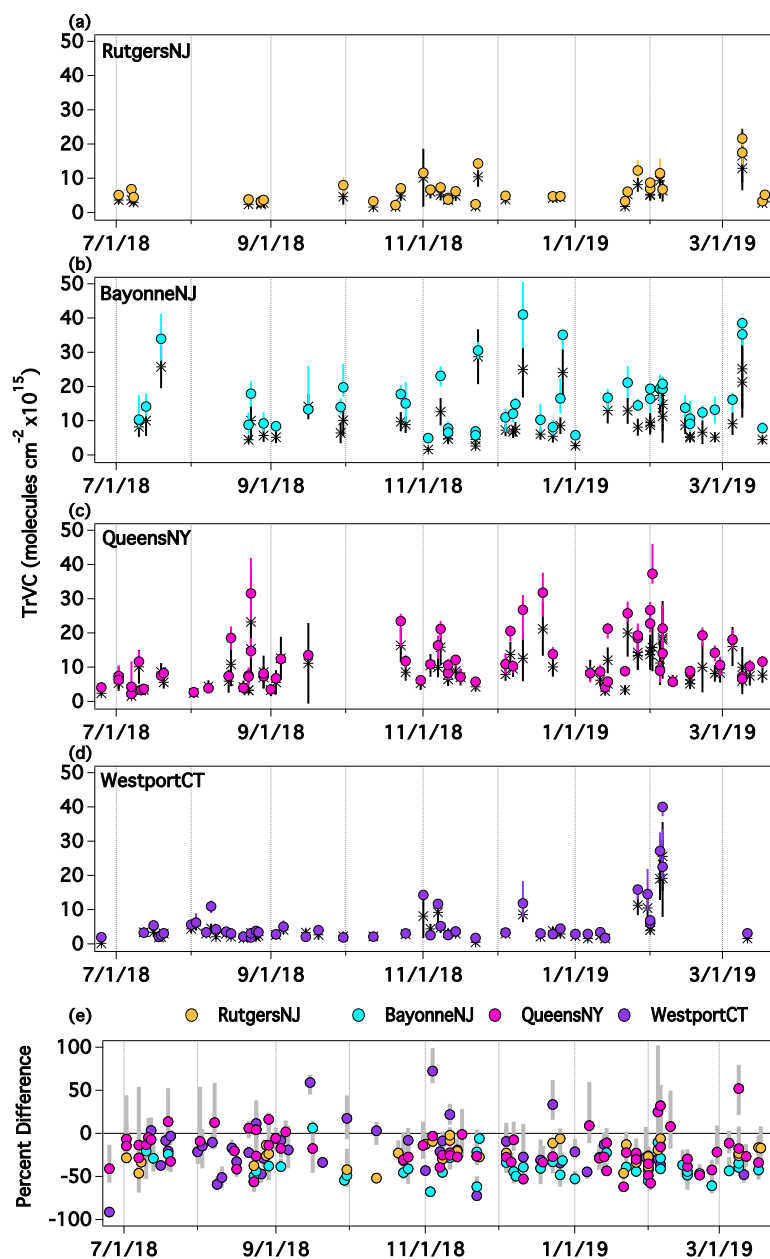 (a)
50
40
30
20
10
0
RutgersNJ
7/1/18 9/1/18 11/1/18 1/1/19 3/1/19
(b)
50
40
30
20
10
0
BayonneNJ
7/1/18 9/1/18 11/1/18 1/1/19 3/1/19
TrVC (molecules cm⁻² x10¹⁵)
(c)
50
40
30
20
10
0
QueensNY
7/1/18 9/1/18 11/1/18 1/1/19 3/1/19
(d)
50
40
30
20
10
0
WestportCT
7/1/18 9/1/18 11/1/18 1/1/19 3/1/19
(e)
RutgersNJ BayonneNJ QueensNY WestportCT
100
50
0
-50
-100
Percent Difference
7/1/18 9/1/18 11/1/18 1/1/19 3/1/19